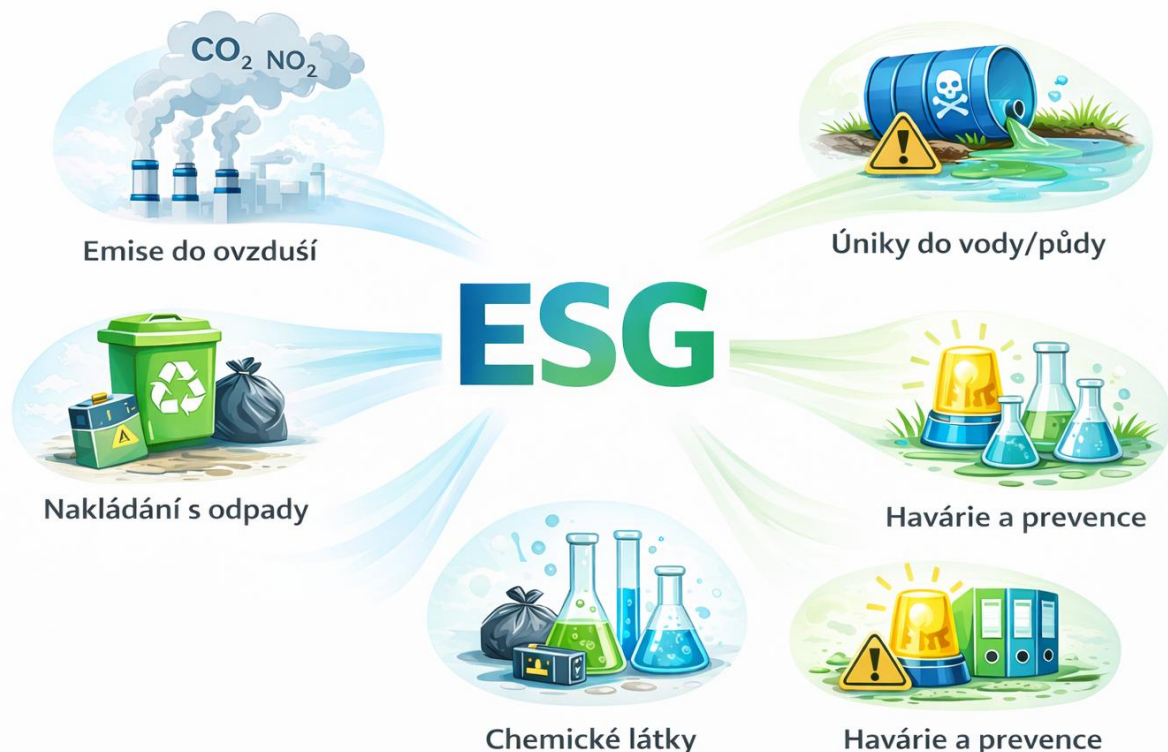 CO₂ NO₂
Emise do ovzduší
Úniky do vody/půdy
ESG
Nakládání s odpady
Havárie a prevence
Chemické látky
Havárie a prevence